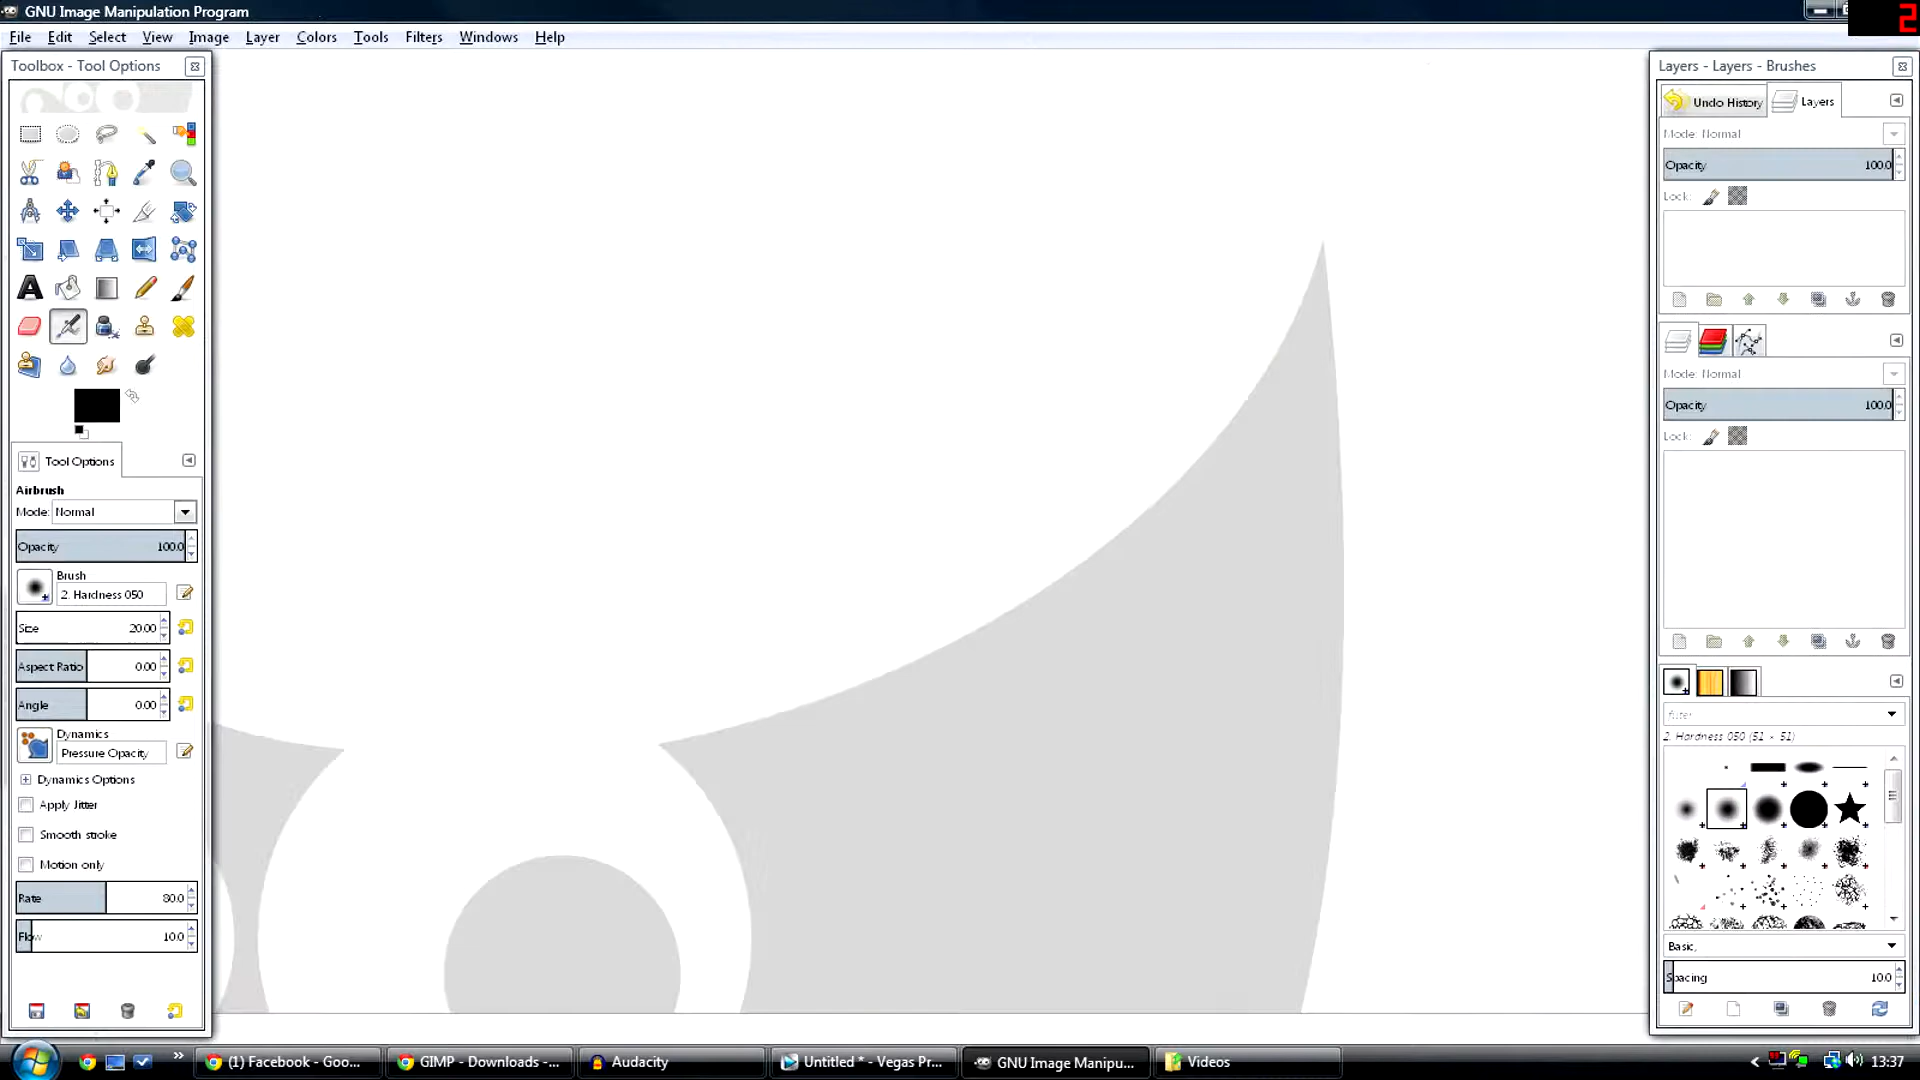 GNU Image Manipulation Program
2
File Edit Select View Image Layer Colors Tools Filters Windows Help
Toolbox - Tool Options
Tool Options
Airbrush
Mode: Normal
Opacity 100.0
Brush
2. Hardness 050
Size 20.00
Aspect Ratio 0.00
Angle 0.00
Dynamics
Pressure Opacity
Dynamics Options
Apply Jitter
Smooth stroke
Motion only
Rate 80.0
Flow 10.0
Layers - Layers - Brushes
Undo History Layers
Mode: Normal
Opacity 100.0
Lock:
Mode: Normal
Opacity 100.0
Lock:
filter
2. Hardness 050 (51 × 51)
Basic,
Spacing 10.0
(1) Facebook - Goo... GIMP - Downloads -... Audacity Untitled * - Vegas Pr... GNU Image Manipu... Videos 13:37